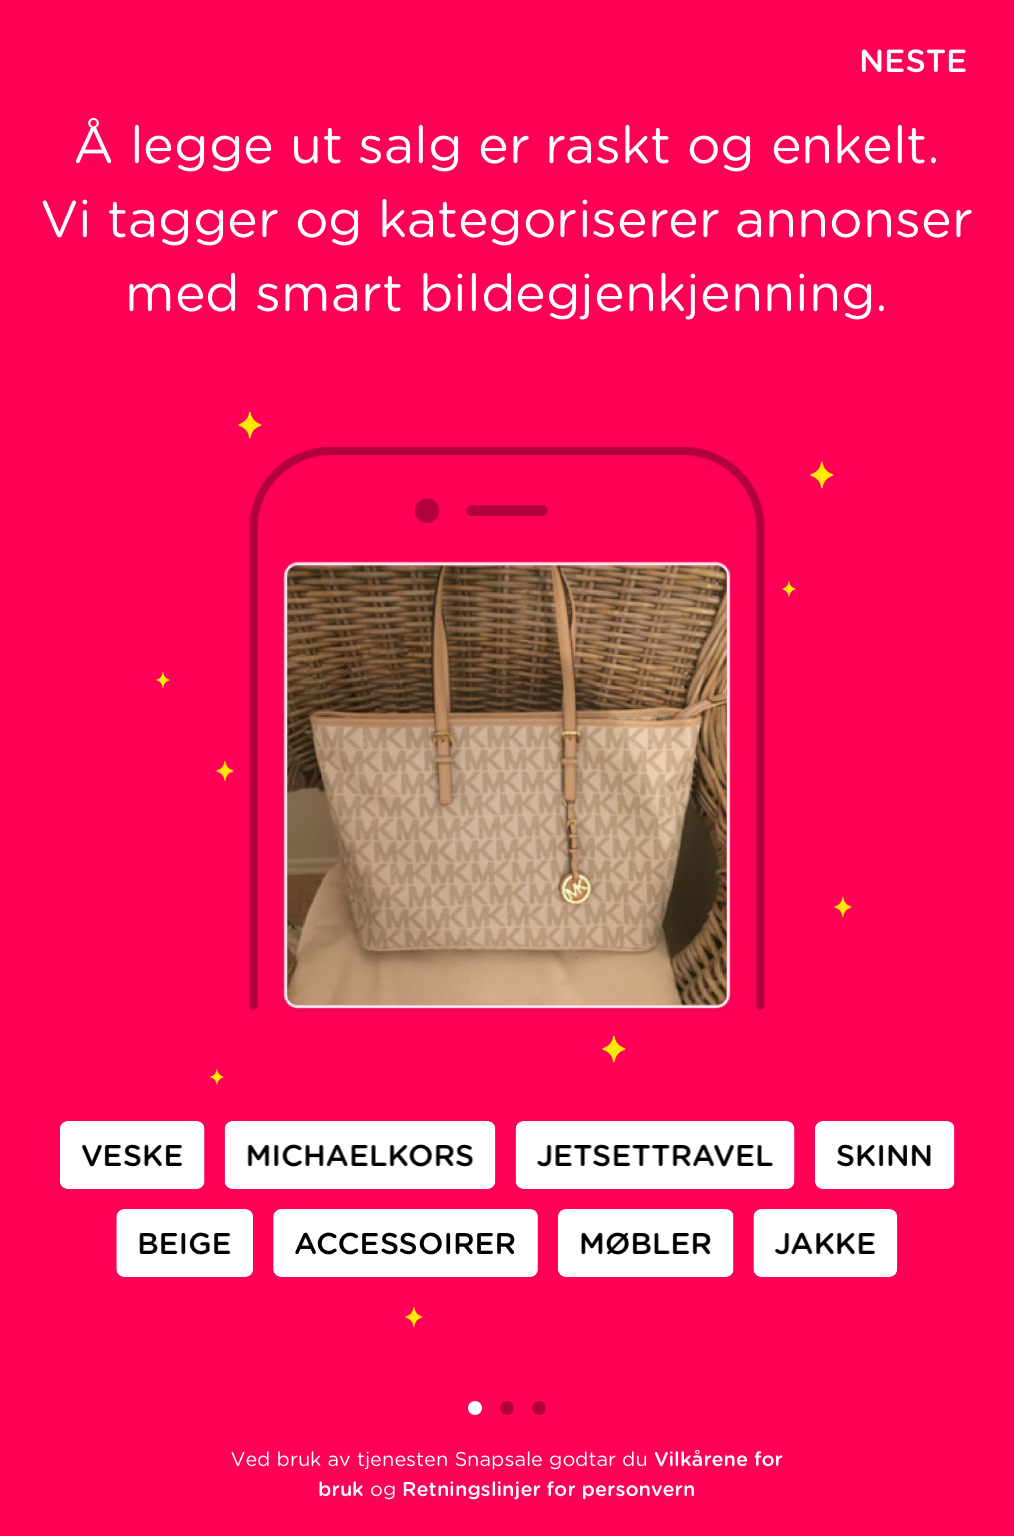 NESTE
Å legge ut salg er raskt og enkelt.
Vi tagger og kategoriserer annonser
med smart bildegjenkjenning.
MK
VESKE MICHAELKORS JETSETTRAVEL SKINN
BEIGE ACCESSOIRER MØBLER JAKKE
Ved bruk av tjenesten Snapsale godtar du Vilkårene for
bruk og Retningslinjer for personvern